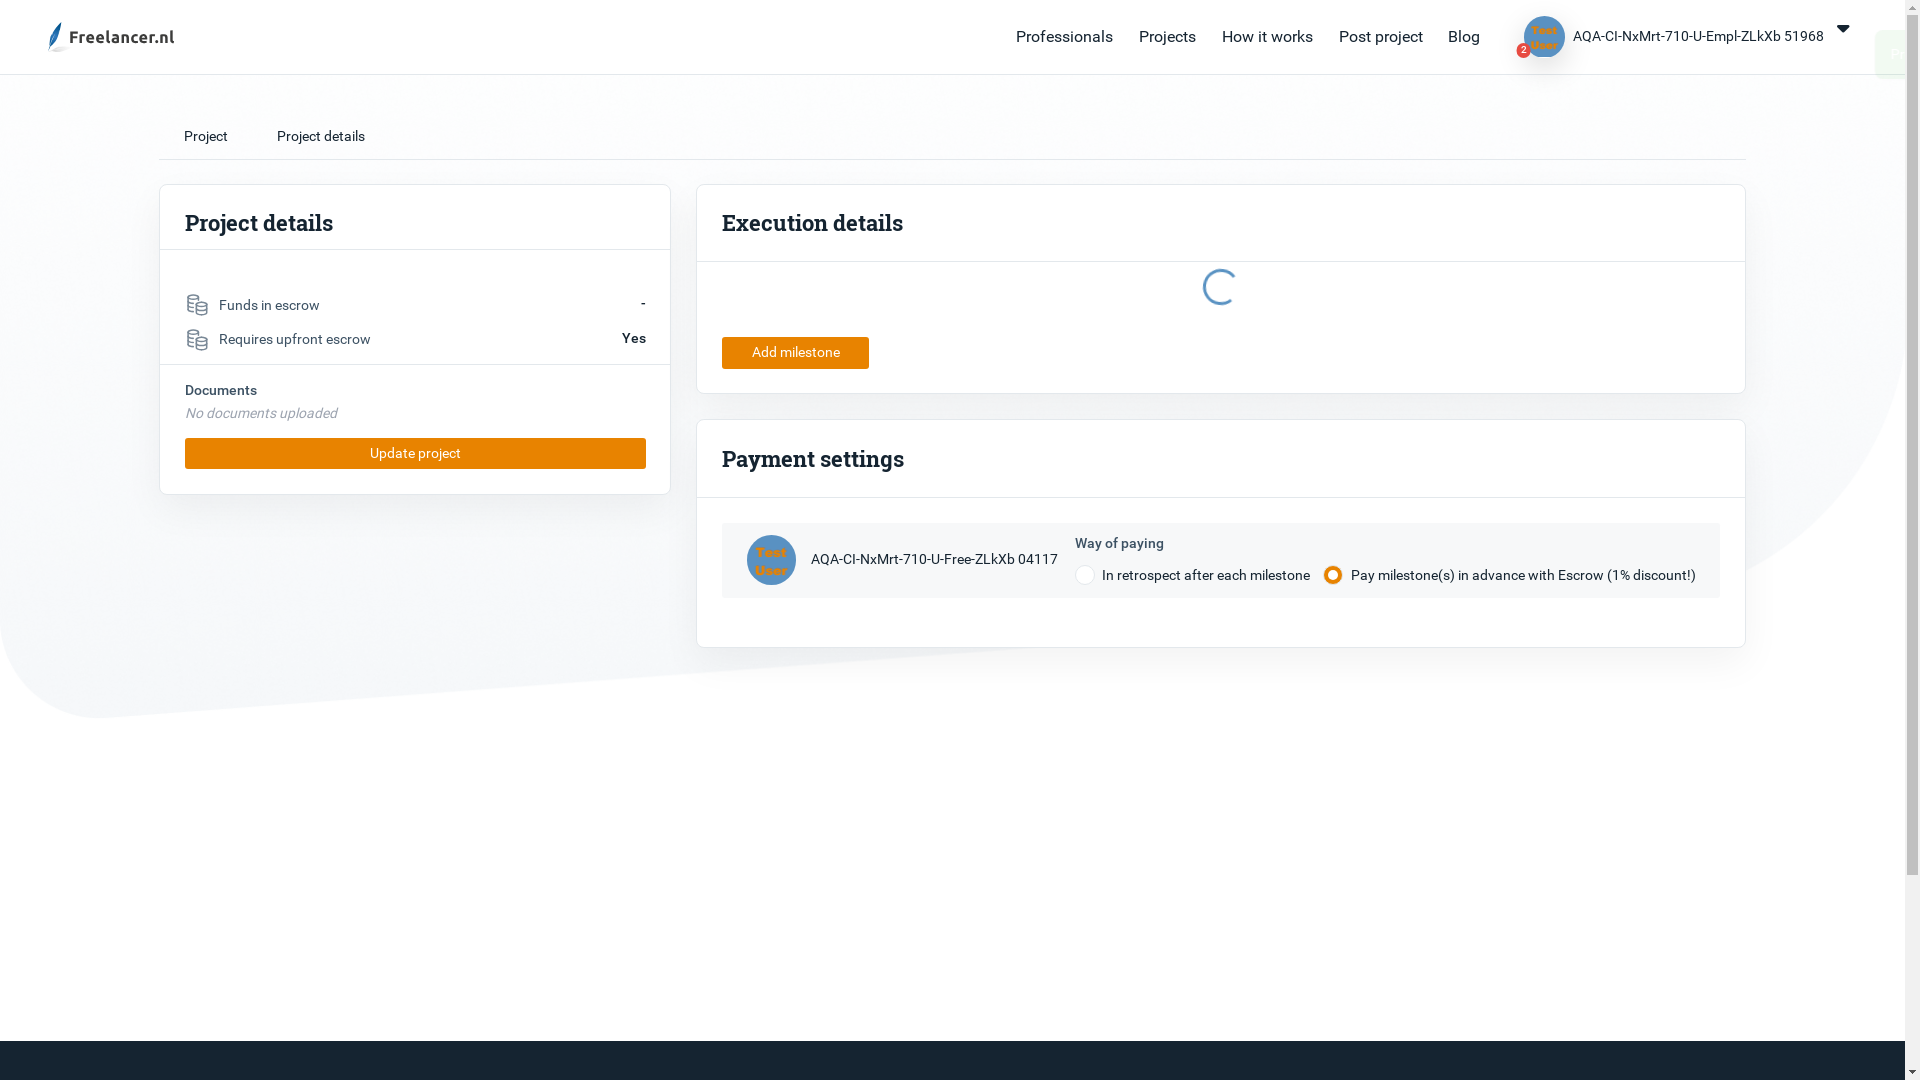 Freelancer.nl
Professionals
Projects
How it works
Post project
Blog
Test
User
2
AQA-CI-NxMrt-710-U-Empl-ZLkXb 51968
Project
Project details
Project details
Funds in escrow
-
Requires upfront escrow
Yes
Documents
No documents uploaded
Update project
Execution details
Add milestone
Payment settings
Test
User
AQA-CI-NxMrt-710-U-Free-ZLkXb 04117
Way of paying
In retrospect after each milestone
Pay milestone(s) in advance with Escrow (1% discount!)